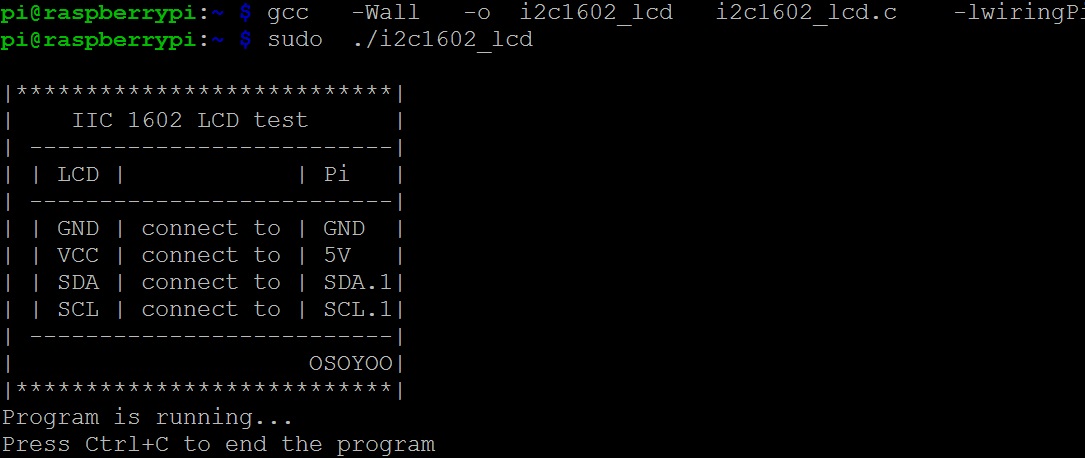 pi@raspberrypi:~ $ gcc   -Wall   -o  i2c1602_lcd   i2c1602_lcd.c    -lwiringPi
pi@raspberrypi:~ $ sudo  ./i2c1602_lcd
|***************************|
|    IIC 1602 LCD test      |
| --------------------------|
| | LCD |            | Pi   |
| --------------------------|
| | GND | connect to | GND  |
| | VCC | connect to | 5V   |
| | SDA | connect to | SDA.1|
| | SCL | connect to | SCL.1|
| --------------------------|
|                     OSOYOO|
|***************************|
Program is running...
Press Ctrl+C to end the program